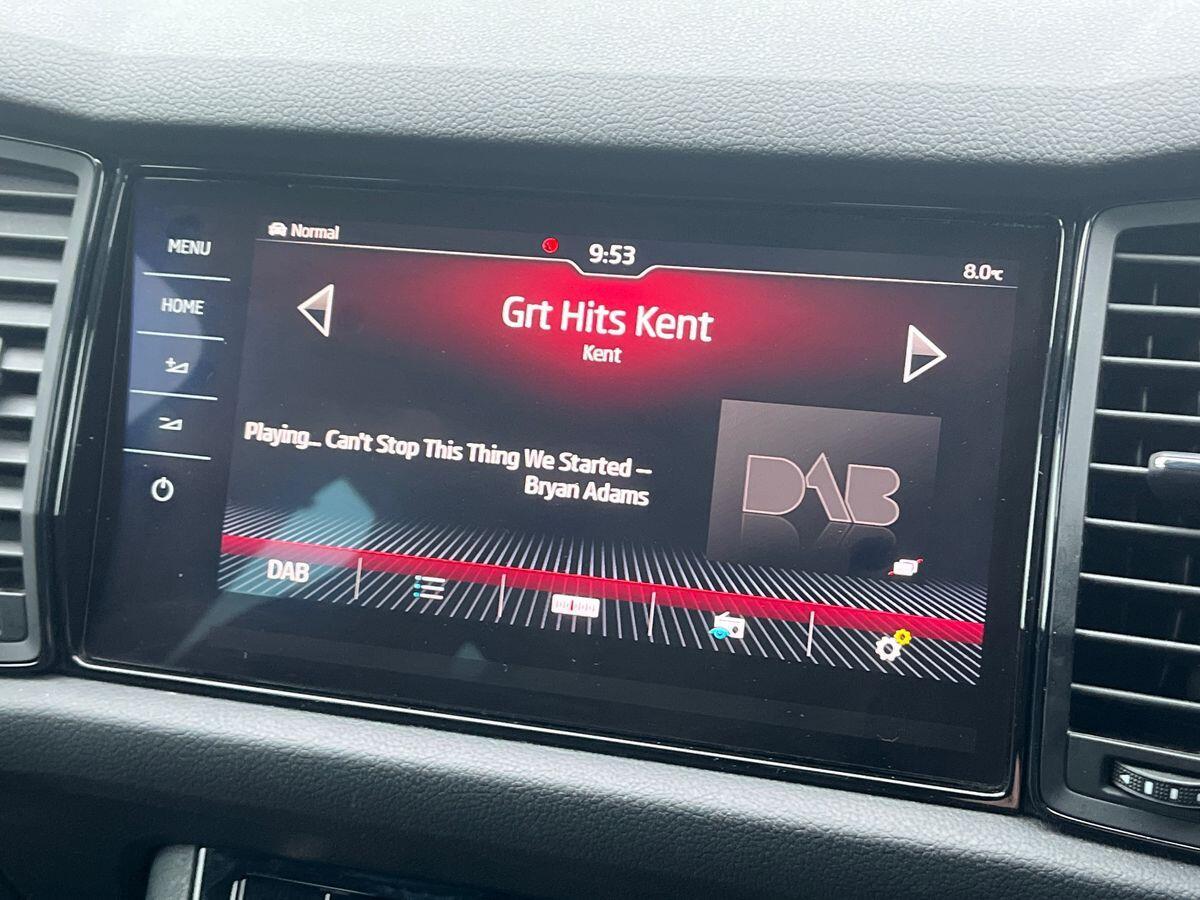 Normal
9:53
8.0℃
MENU
HOME
Grt Hits Kent
Kent
Playing... Can't Stop This Thing We Started –
Bryan Adams
DAB
DAB